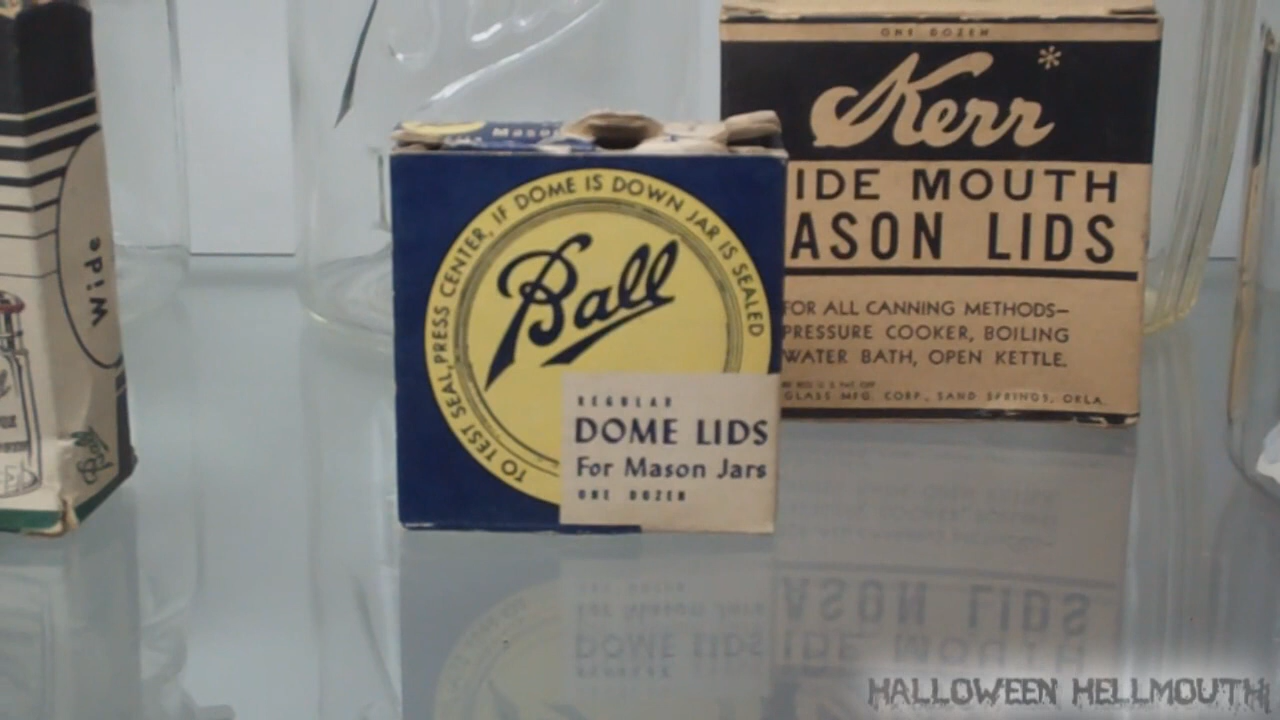 Wide
Mason
TO TEST SEAL, PRESS CENTER, IF DOME IS DOWN JAR IS SEALED
Ball
REGULAR
DOME LIDS
For Mason Jars
ONE DOZEN
ONE DOZEN
Kerr*
IDE MOUTH
ASON LIDS
FOR ALL CANNING METHODS—
PRESSURE COOKER, BOILING
WATER BATH, OPEN KETTLE.
GLASS MFG. CORP., SAND SPRINGS, OKLA.
HALLOWEEN HELLMOUTH